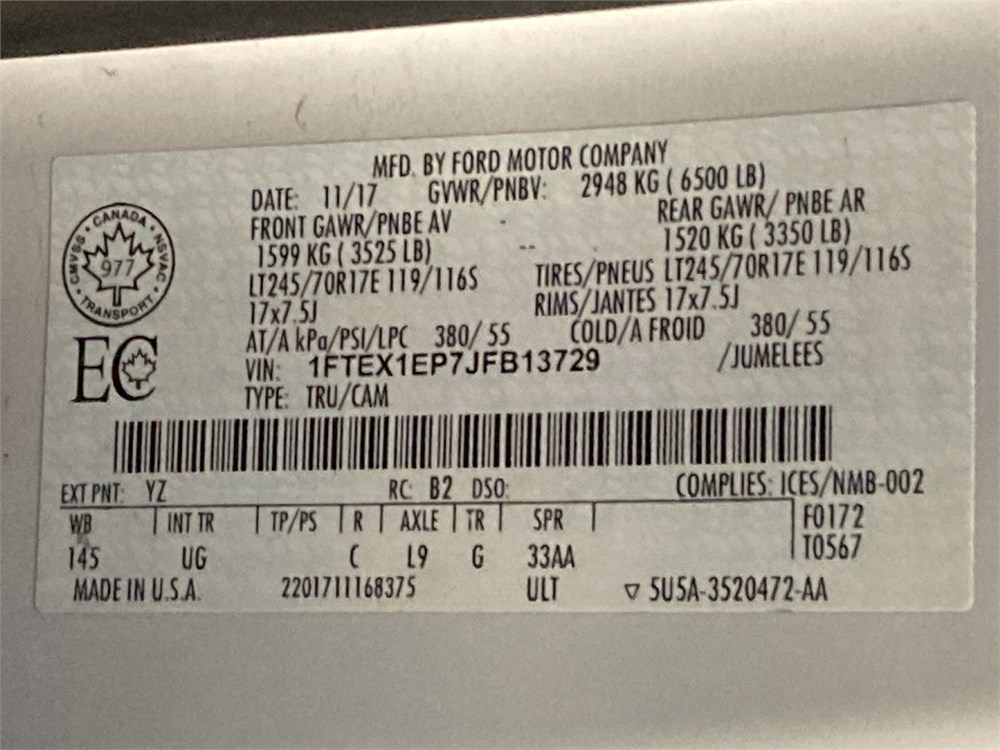 MFD. BY FORD MOTOR COMPANY
DATE: 11/17 GVWR/PNBV: 2948 KG ( 6500 LB)
FRONT GAWR/PNBE AV REAR GAWR/ PNBE AR
1599 KG ( 3525 LB) -- 1520 KG ( 3350 LB)
LT245/70R17E 119/116S TIRES/PNEUS LT245/70R17E 119/116S
17x7.5J RIMS/JANTES 17x7.5J
AT/A kPa/PSI/LPC 380/ 55 COLD/A FROID 380/ 55
VIN: 1FTEX1EP7JFB13729 /JUMELEES
TYPE: TRU/CAM
CANADA
CMVSS · NSVAC
977
TRANSPORT
EC
EXT PNT: YZ RC: B2 DSO: COMPLIES: ICES/NMB-002
WB INT TR TP/PS R AXLE TR SPR F0172
145 UG C L9 G 33AA T0567
MADE IN U.S.A. 2201711168375 ULT ▽ 5U5A-3520472-AA